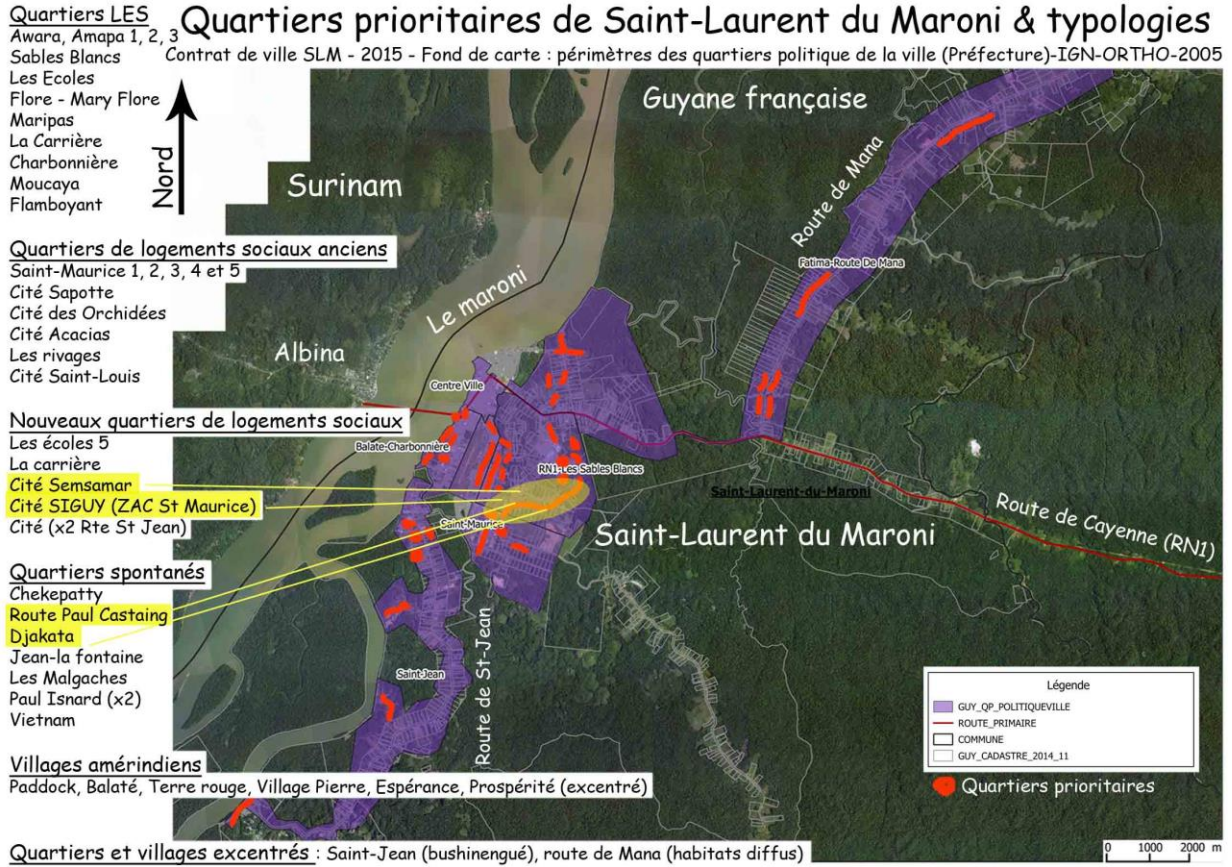 Quartiers prioritaires de Saint-Laurent du Maroni & typologies
Contrat de ville SLM - 2015 - Fond de carte : périmètres des quartiers politique de la ville (Préfecture)-IGN-ORTHO-2005
Quartiers LES
Awara, Amapa 1, 2, 3
Sables Blancs
Les Ecoles
Flore - Mary Flore
Maripas
La Carrière
Charbonnière
Moucaya
Flamboyant
Nord
Quartiers de logements sociaux anciens
Saint-Maurice 1, 2, 3, 4 et 5
Cité Sapotte
Cité des Orchidées
Cité Acacias
Les rivages
Cité Saint-Louis
Nouveaux quartiers de logements sociaux
Les écoles 5
La carrière
Cité Semsamar
Cité SIGUY (ZAC St Maurice)
Cité (x2 Rte St Jean)
Quartiers spontanés
Chekepatty
Route Paul Castaing
Djakata
Jean-la fontaine
Les Malgaches
Paul Isnard (x2)
Vietnam
Villages amérindiens
Paddock, Balaté, Terre rouge, Village Pierre, Espérance, Prospérité (excentré)
Quartiers et villages excentrés : Saint-Jean (bushinengué), route de Mana (habitats diffus)
Guyane française
Surinam
Route de Mana
Fatima-Route De Mana
Le maroni
Albina
Centre Ville
Balate-Charbonnière
RN1-Les Sables Blancs
Saint-Laurent-du-Maroni
Saint-Maurice
Saint Laurent du Maroni
Route de Cayenne (RN1)
Route de St-Jean
Saint-Jean
Légende
GUY_QP_POLITIQUEVILLE
ROUTE_PRIMAIRE
COMMUNE
GUY_CADASTRE_2014_11
Quartiers prioritaires
0 1000 2000 m